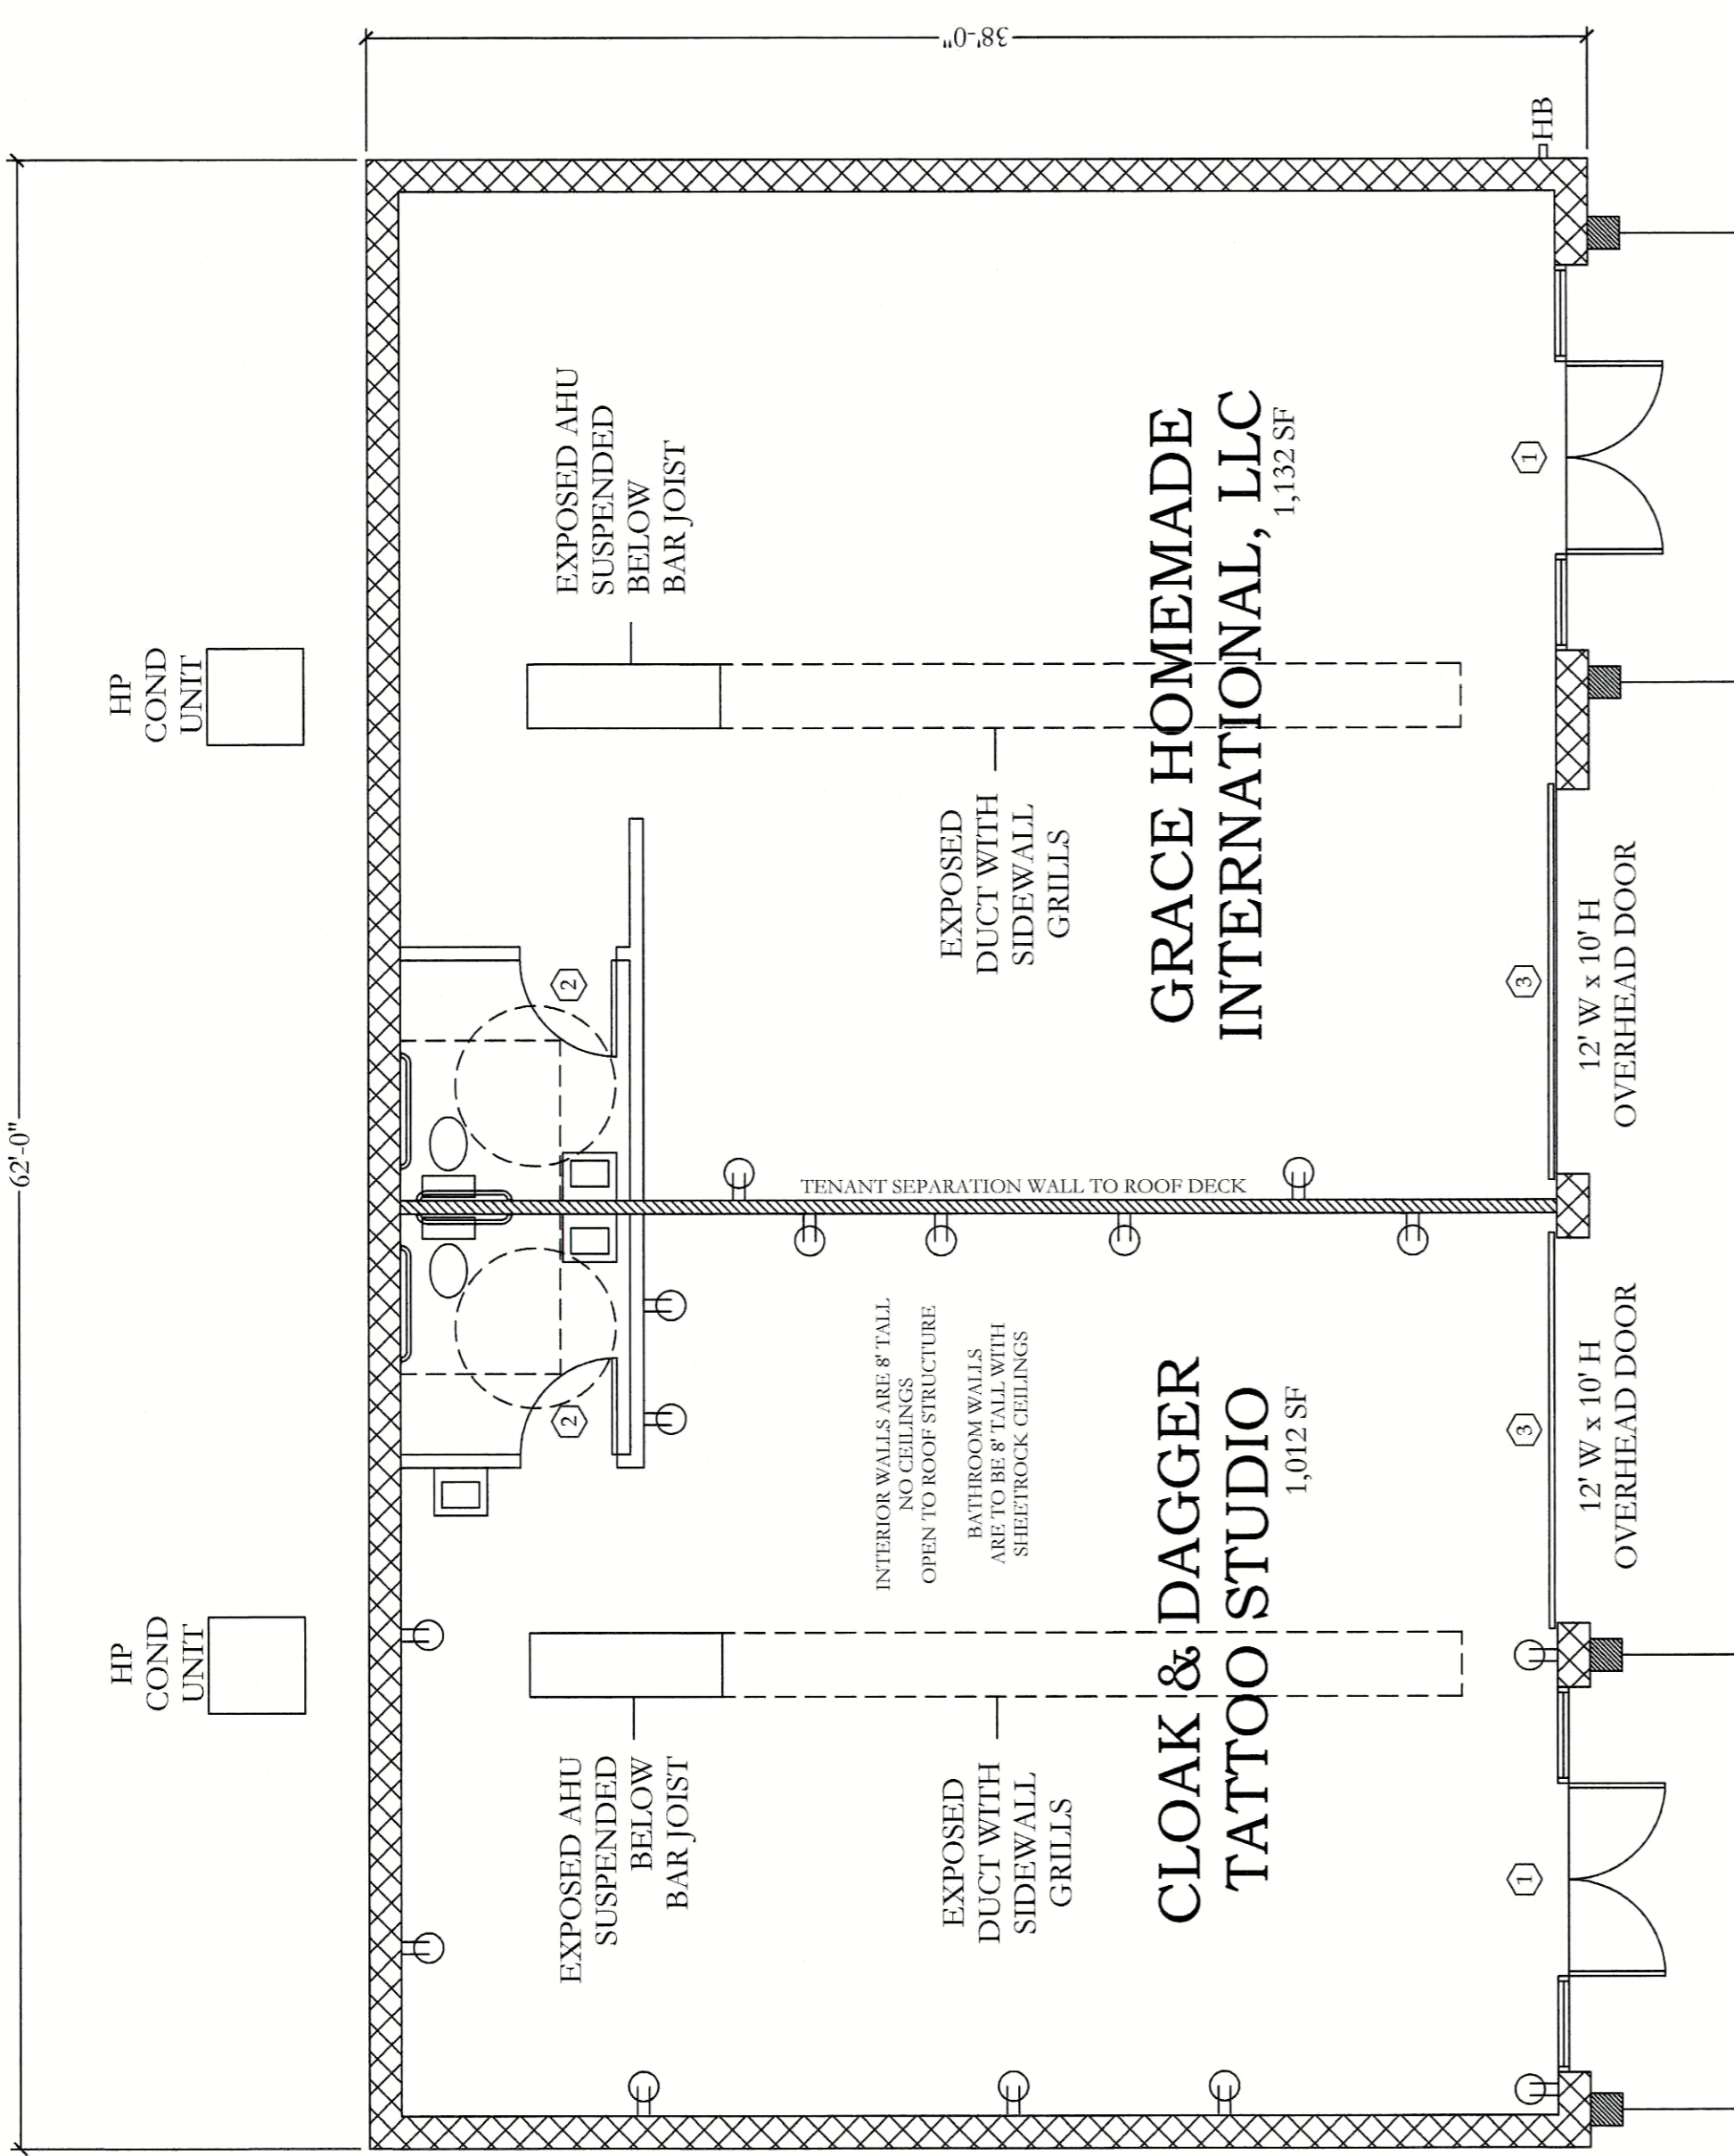 62'-0"
38'-0"
HP
COND
UNIT
HP
COND
UNIT
EXPOSED AHU
SUSPENDED
BELOW
BAR JOIST
EXPOSED AHU
SUSPENDED
BELOW
BAR JOIST
2
2
INTERIOR WALLS ARE 8' TALL
NO CEILINGS
OPEN TO ROOF STRUCTURE
BATHROOM WALLS
ARE TO BE 8' TALL WITH
SHEETROCK CEILINGS
TENANT SEPARATION WALL TO ROOF DECK
EXPOSED
DUCT WITH
SIDEWALL
GRILLS
EXPOSED
DUCT WITH
SIDEWALL
GRILLS
CLOAK & DAGGER
TATTOO STUDIO
1,012 SF
GRACE HOMEMADE
INTERNATIONAL, LLC
1,132 SF
1
3
3
1
12' W x 10' H
OVERHEAD DOOR
12' W x 10' H
OVERHEAD DOOR
HB